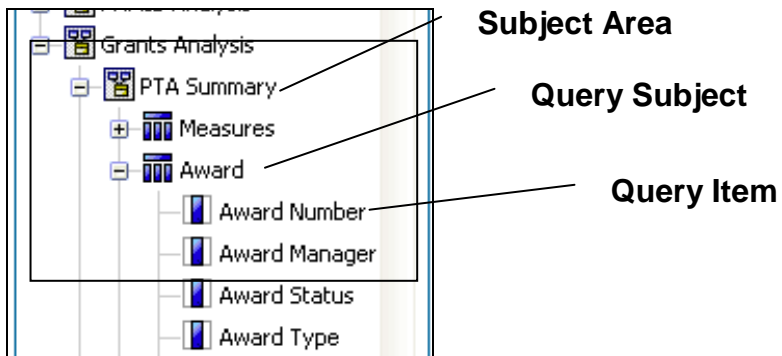 Grants Analysis
PTA Summary
Measures
Award
Award Number
Award Manager
Award Status
Award Type
Subject Area
Query Subject
Query Item